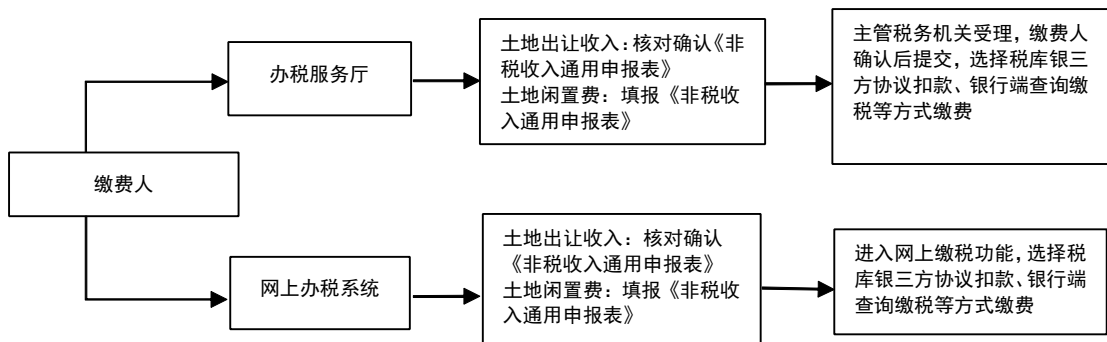 缴费人
办税服务厅
土地出让收入：核对确认《非
税收入通用申报表》
土地闲置费：填报《非税收
入通用申报表》
主管税务机关受理，缴费人
确认后提交，选择税库银三
方协议扣款、银行端查询缴
税等方式缴费
网上办税系统
土地出让收入：核对确认
《非税收入通用申报表》
土地闲置费：填报《非税收
入通用申报表》
进入网上缴税功能，选择税
库银三方协议扣款、银行端
查询缴税等方式缴费